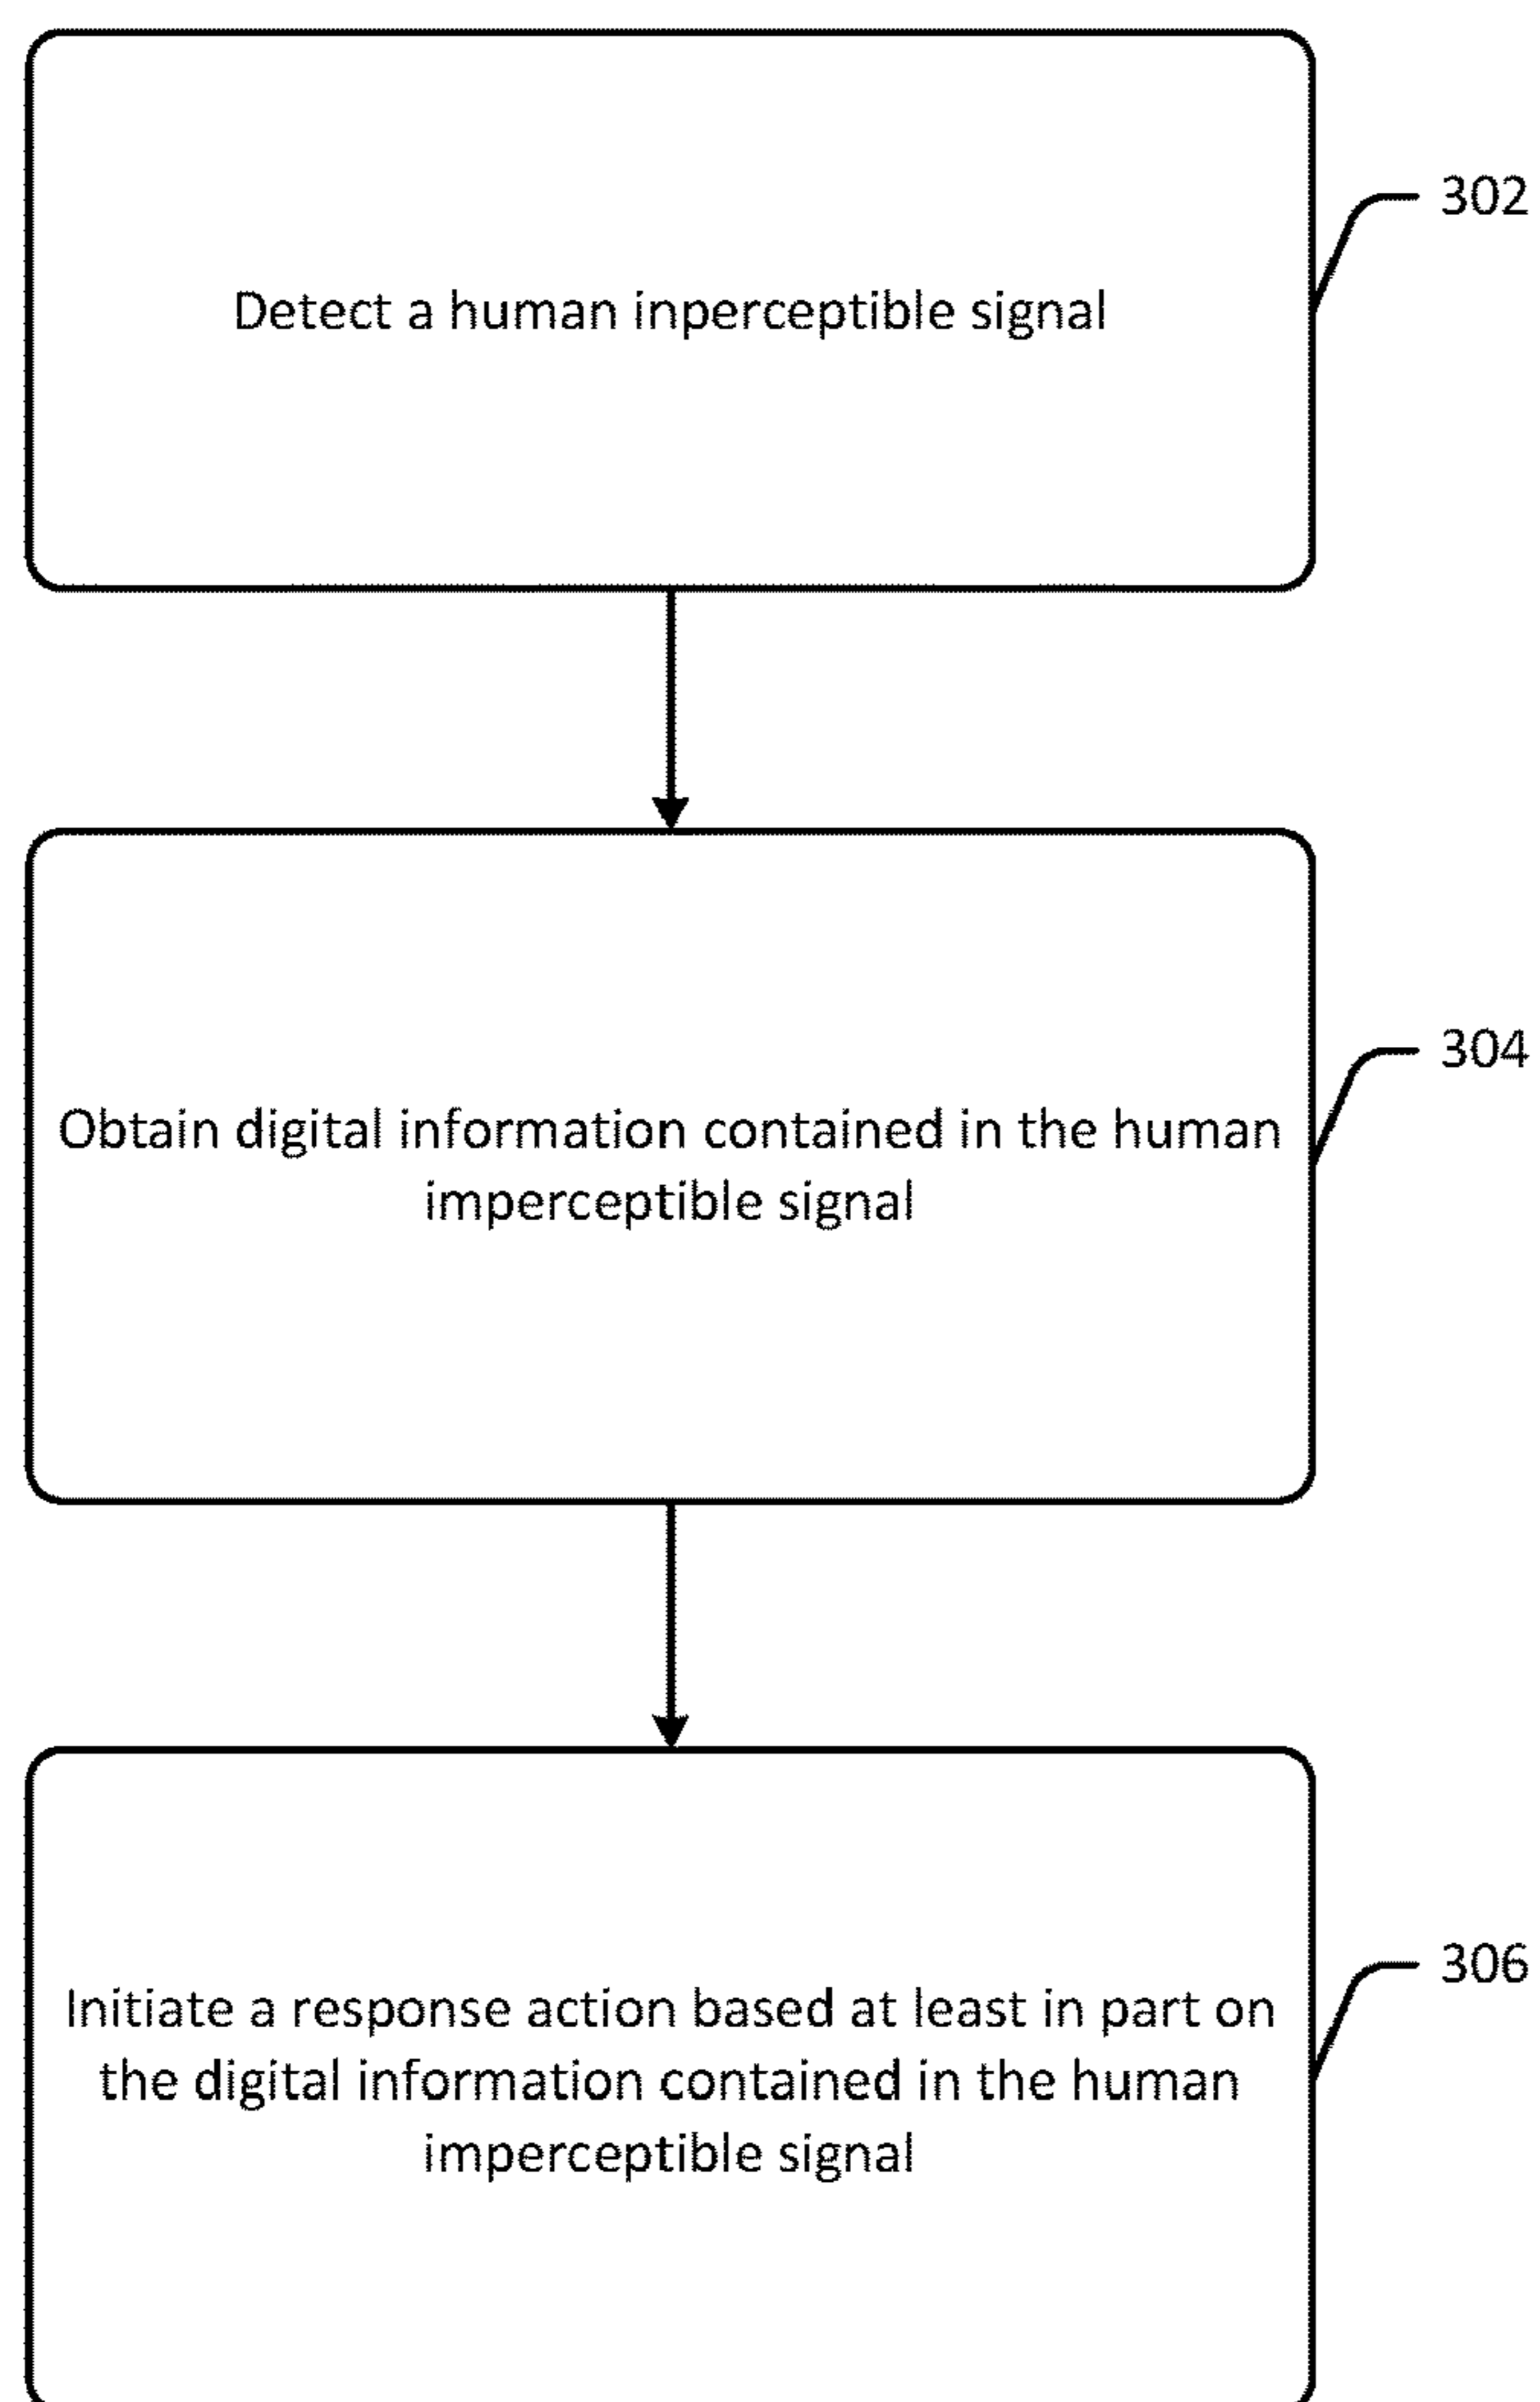 Detect a human inperceptible signal
302
Obtain digital information contained in the human
imperceptible signal
304
Initiate a response action based at least in part on
the digital information contained in the human
imperceptible signal
306